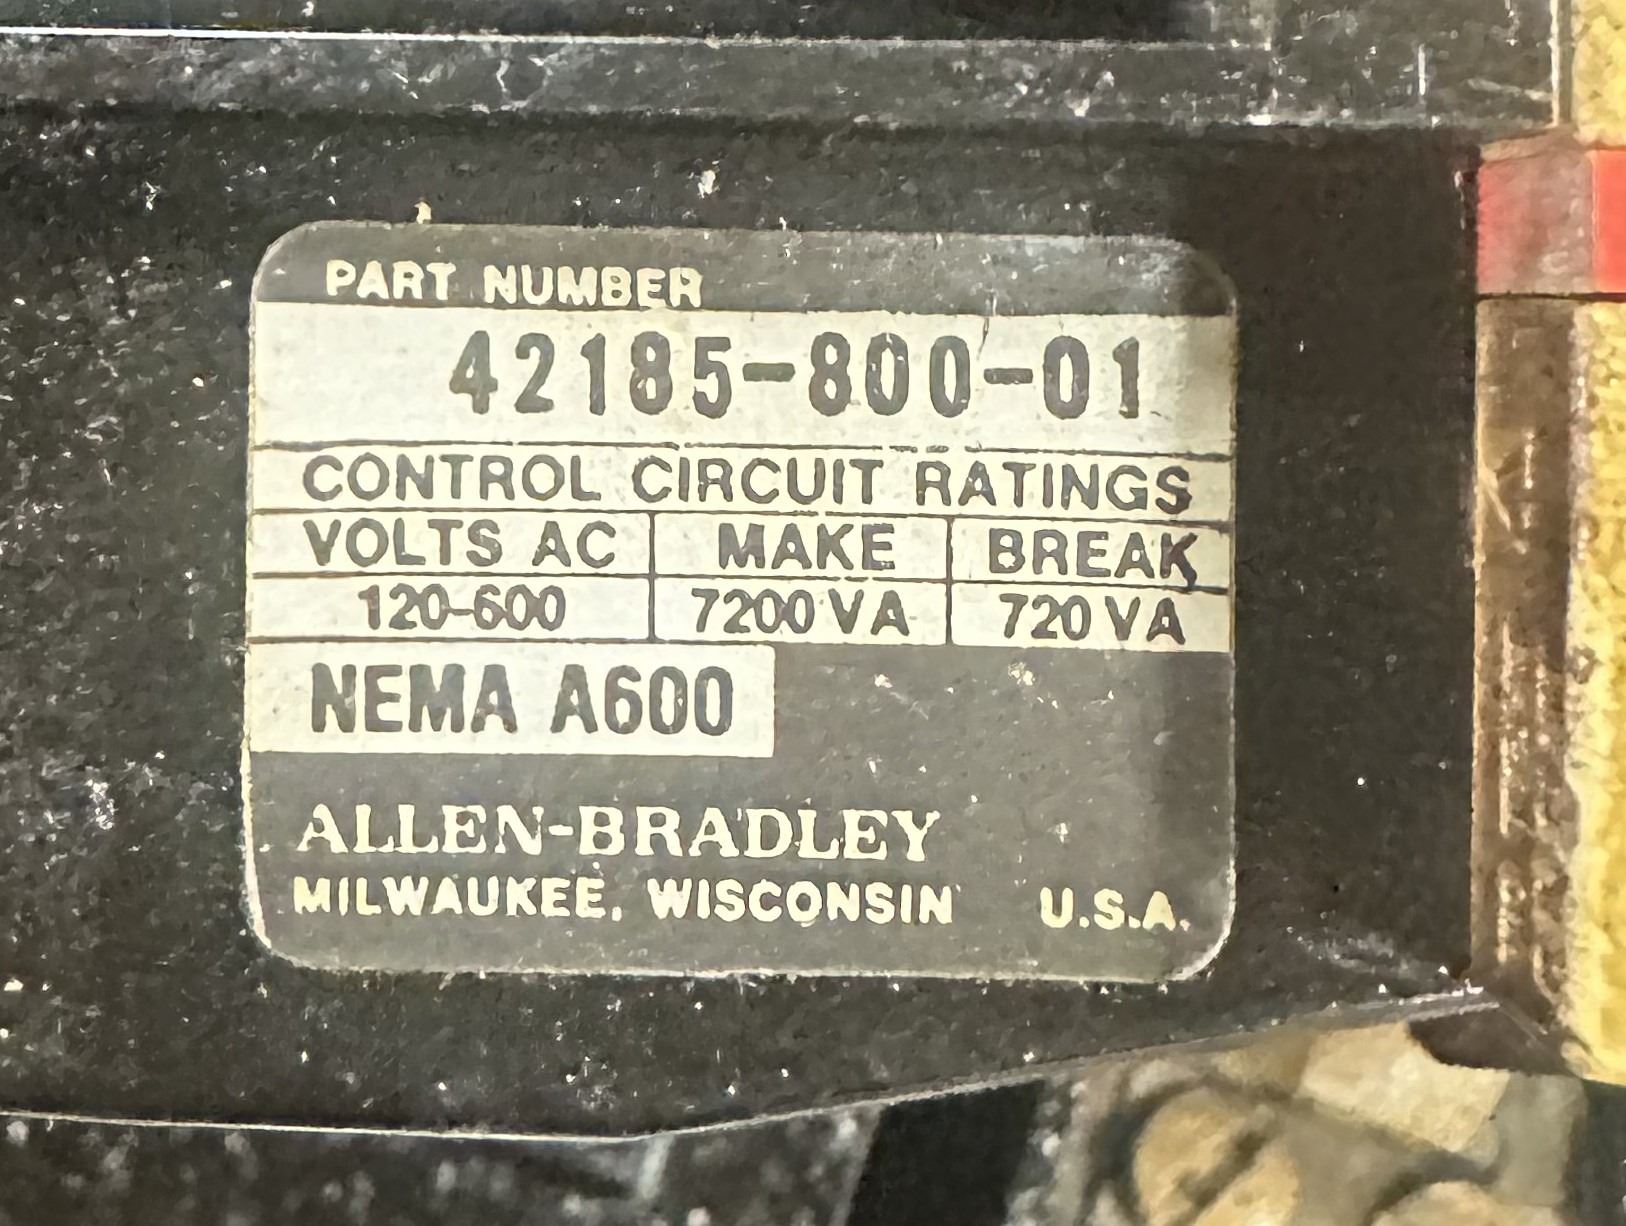 PART NUMBER
42185-800-01
CONTROL CIRCUIT RATINGS
VOLTS AC MAKE BREAK
120-600 7200 VA 720 VA
NEMA A600
ALLEN-BRADLEY
MILWAUKEE, WISCONSIN U.S.A.